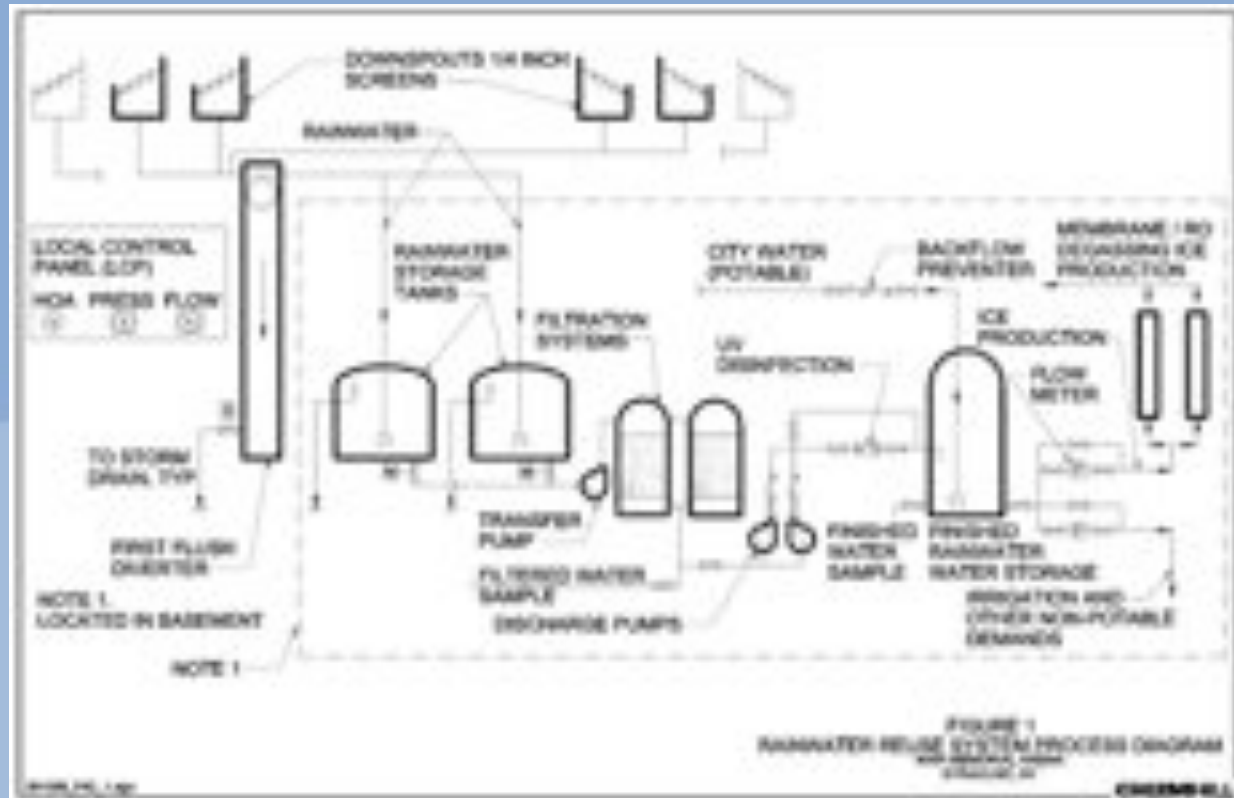 DOWNSPOUTS 1/4 INCH
SCREENS
RAINWATER
LOCAL CONTROL
PANEL (LCP)
HOA PRESS FLOW
RAINWATER
STORAGE
TANKS
CITY WATER
(POTABLE)
BACKFLOW
PREVENTER
MEMBRANE / RO
DEGASSING ICE
PRODUCTION
FILTRATION
SYSTEMS
UV
DISINFECTION
ICE
PRODUCTION
FLOW
METER
TO STORM
DRAIN, TYP
FIRST FLUSH
DIVERTER
TRANSFER
PUMP
FILTERED WATER
SAMPLE
DISCHARGE PUMPS
FINISHED
WATER
SAMPLE
FINISHED
RAINWATER
WATER STORAGE
IRRIGATION AND
OTHER NON-POTABLE
DEMANDS
NOTE 1.
LOCATED IN BASEMENT
NOTE 1
FIGURE 1
RAINWATER REUSE SYSTEM PROCESS DIAGRAM
CH2MHILL